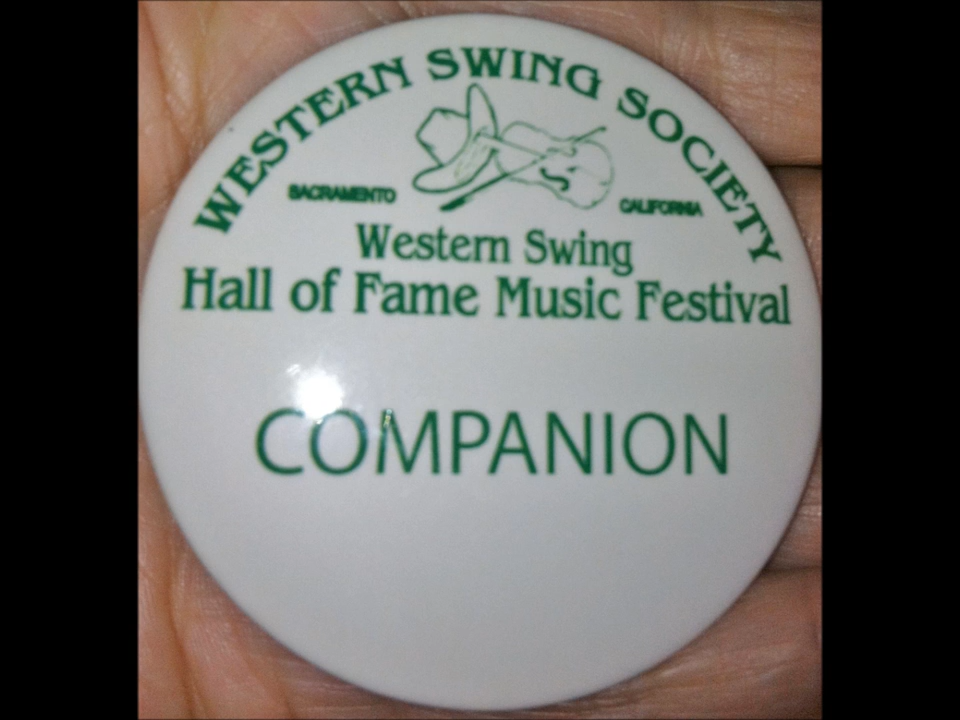 WESTERN SWING SOCIETY
SACRAMENTO
CALIFORNIA
Western Swing
Hall of Fame Music Festival
COMPANION